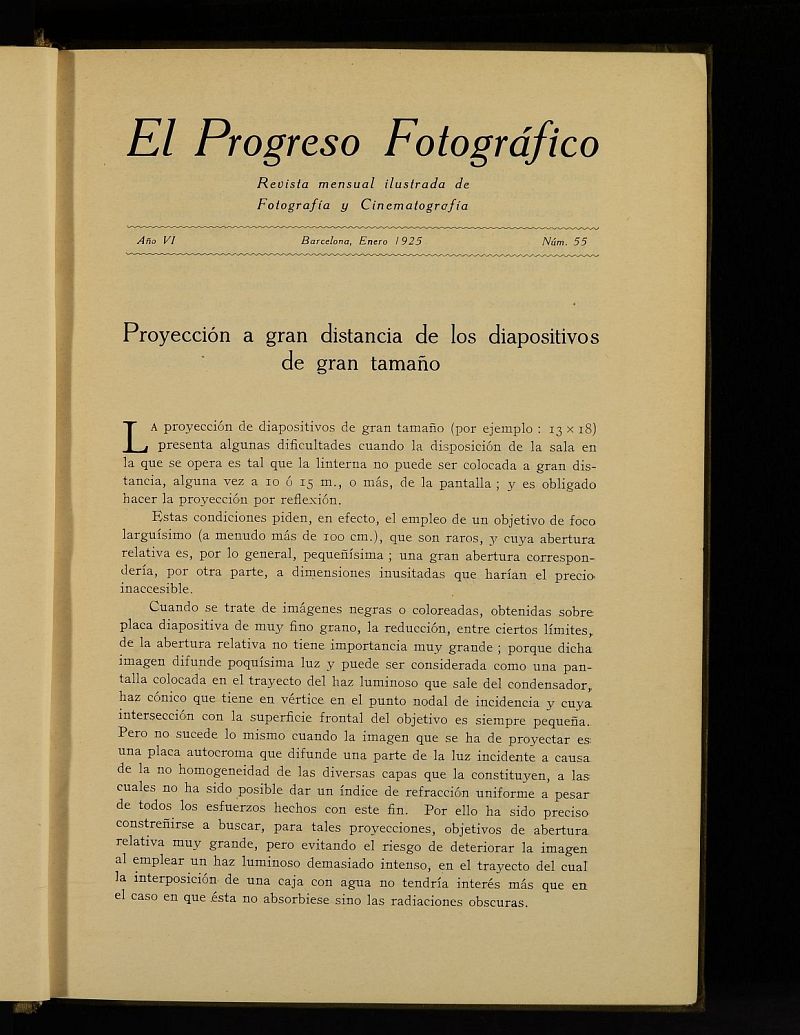 El Progreso Fotográfico
Revista mensual ilustrada de
Fotografía y Cinematografía
Año VI Barcelona, Enero 1925 Núm. 55
Proyección a gran distancia de los diapositivos
de gran tamaño
LA proyección de diapositivos de gran tamaño (por ejemplo : 13 × 18)
presenta algunas dificultades cuando la disposición de la sala en
la que se opera es tal que la linterna no puede ser colocada a gran dis-
tancia, alguna vez a 10 ó 15 m., o más, de la pantalla ; y es obligado
hacer la proyección por reflexión.
Estas condiciones piden, en efecto, el empleo de un objetivo de foco
larguísimo (a menudo más de 100 cm.), que son raros, y cuya abertura
relativa es, por lo general, pequeñísima ; una gran abertura correspon-
dería, por otra parte, a dimensiones inusitadas que harían el precio
inaccesible.
Cuando se trate de imágenes negras o coloreadas, obtenidas sobre
placa diapositiva de muy fino grano, la reducción, entre ciertos límites,
de la abertura relativa no tiene importancia muy grande ; porque dicha
imagen difunde poquísima luz y puede ser considerada como una pan-
talla colocada en el trayecto del haz luminoso que sale del condensador,
haz cónico que tiene en vértice en el punto nodal de incidencia y cuya
intersección con la superficie frontal del objetivo es siempre pequeña.
Pero no sucede lo mismo cuando la imagen que se ha de proyectar es
una placa autocroma que difunde una parte de la luz incidente a causa
de la no homogeneidad de las diversas capas que la constituyen, a las
cuales no ha sido posible dar un índice de refracción uniforme a pesar
de todos los esfuerzos hechos con este fin. Por ello ha sido preciso
constreñirse a buscar, para tales proyecciones, objetivos de abertura
relativa muy grande, pero evitando el riesgo de deteriorar la imagen
al emplear un haz luminoso demasiado intenso, en el trayecto del cual
la interposición de una caja con agua no tendría interés más que en
el caso en que ésta no absorbiese sino las radiaciones obscuras.